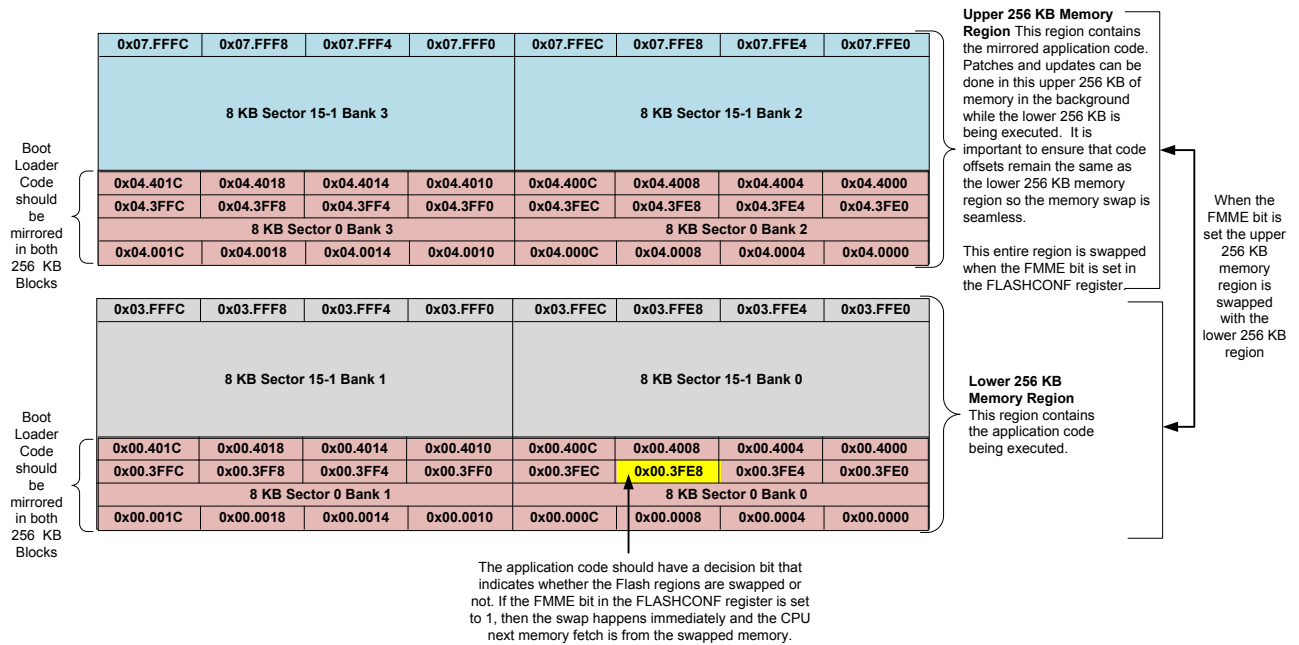 Upper 256 KB Memory
Region This region contains
the mirrored application code.
Patches and updates can be
done in this upper 256 KB of
memory in the background
while the lower 256 KB is
being executed. It is
important to ensure that code
offsets remain the same as
the lower 256 KB memory
region so the memory swap is
seamless.
This entire region is swapped
when the FMME bit is set in
the FLASHCONF register.
0x07.FFFC 0x07.FFF8 0x07.FFF4 0x07.FFF0 0x07.FFEC 0x07.FFE8 0x07.FFE4 0x07.FFE0
8 KB Sector 15-1 Bank 3 8 KB Sector 15-1 Bank 2
Boot
Loader
Code
should
be
mirrored
in both
256 KB
Blocks
0x04.401C 0x04.4018 0x04.4014 0x04.4010 0x04.400C 0x04.4008 0x04.4004 0x04.4000
0x04.3FFC 0x04.3FF8 0x04.3FF4 0x04.3FF0 0x04.3FEC 0x04.3FE8 0x04.3FE4 0x04.3FE0
8 KB Sector 0 Bank 3 8 KB Sector 0 Bank 2
0x04.001C 0x04.0018 0x04.0014 0x04.0010 0x04.000C 0x04.0008 0x04.0004 0x04.0000
When the
FMME bit is
set the upper
256 KB
memory
region is
swapped
with the
lower 256 KB
region
0x03.FFFC 0x03.FFF8 0x03.FFF4 0x03.FFF0 0x03.FFEC 0x03.FFE8 0x03.FFE4 0x03.FFE0
8 KB Sector 15-1 Bank 1 8 KB Sector 15-1 Bank 0
Lower 256 KB
Memory Region
This region contains
the application code
being executed.
Boot
Loader
Code
should
be
mirrored
in both
256 KB
Blocks
0x00.401C 0x00.4018 0x00.4014 0x00.4010 0x00.400C 0x00.4008 0x00.4004 0x00.4000
0x00.3FFC 0x00.3FF8 0x00.3FF4 0x00.3FF0 0x00.3FEC 0x00.3FE8 0x00.3FE4 0x00.3FE0
8 KB Sector 0 Bank 1 8 KB Sector 0 Bank 0
0x00.001C 0x00.0018 0x00.0014 0x00.0010 0x00.000C 0x00.0008 0x00.0004 0x00.0000
The application code should have a decision bit that
indicates whether the Flash regions are swapped or
not. If the FMME bit in the FLASHCONF register is set
to 1, then the swap happens immediately and the CPU
next memory fetch is from the swapped memory.